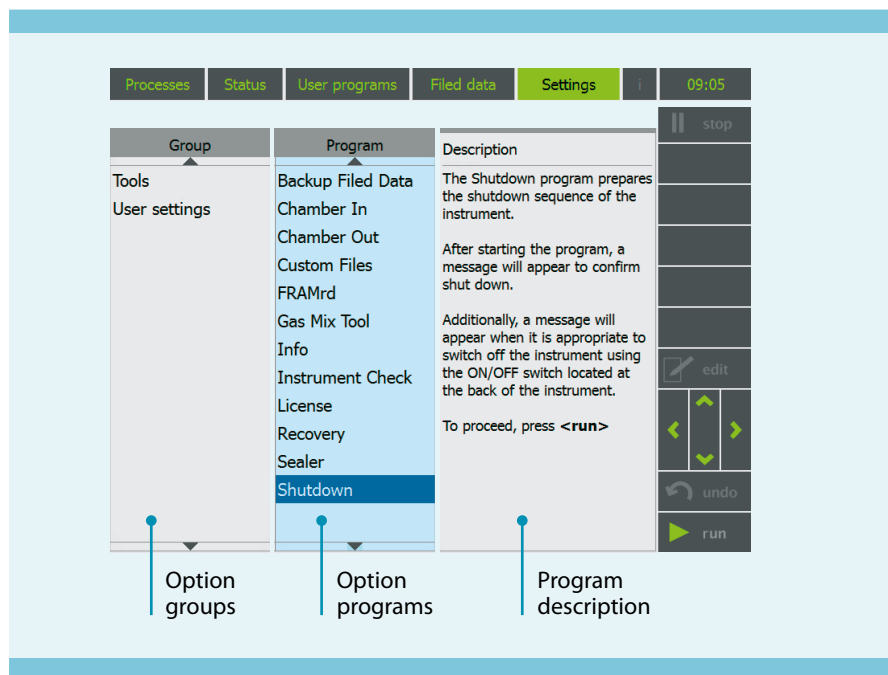 Processes Status User programs Filed data Settings i 09:05
stop
Group Program
Description
Tools
User settings
Backup Filed Data
Chamber In
Chamber Out
Custom Files
FRAMrd
Gas Mix Tool
Info
Instrument Check
License
Recovery
Sealer
Shutdown
The Shutdown program prepares
the shutdown sequence of the
instrument.
After starting the program, a
message will appear to confirm
shut down.
Additionally, a message will
appear when it is appropriate to
switch off the instrument using
the ON/OFF switch located at
the back of the instrument.
To proceed, press <run>
edit
undo
run
Option
groups
Option
programs
Program
description